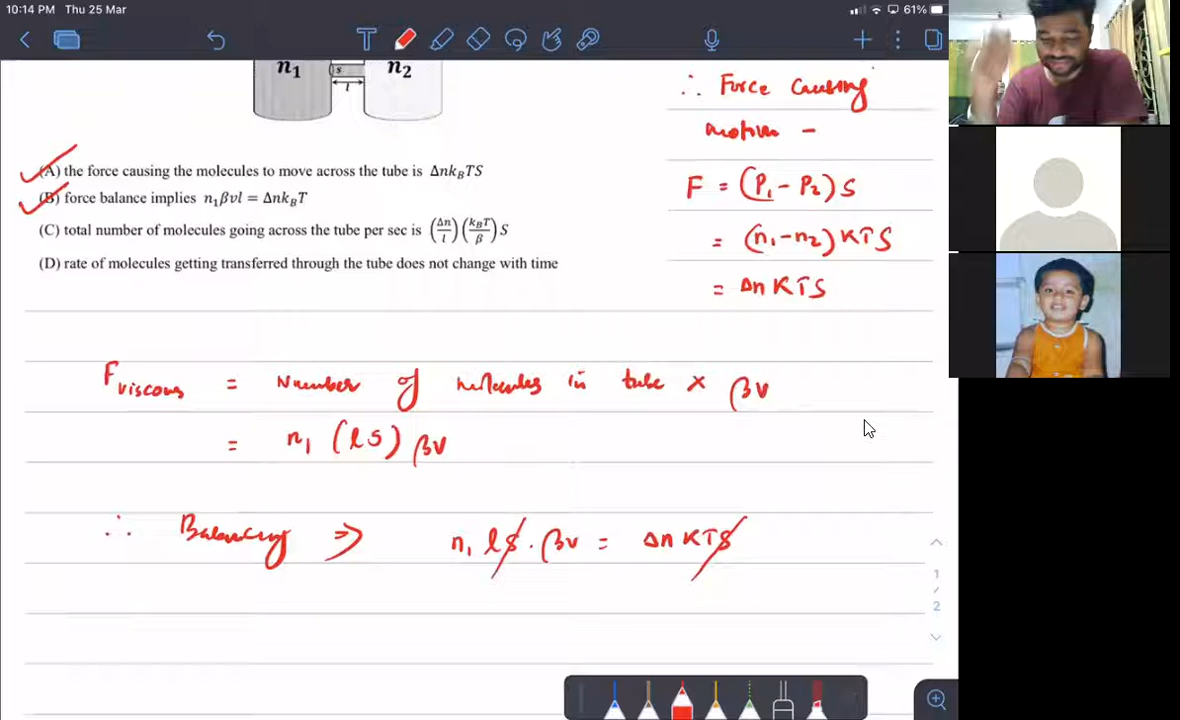 10:14 PM Thu 25 Mar
61%
T
n₁
s
l
n₂
(A) the force causing the molecules to move across the tube is Δnk_BTS
(B) force balance implies n₁βvl = Δnk_BT
(C) total number of molecules going across the tube per sec is (Δn/l)(k_BT/β)S
(D) rate of molecules getting transferred through the tube does not change with time
∴ Force causing
motion –
F = (P₁ - P₂) S
= (n₁ - n₂) KTS
= Δn KTS
F viscous = Number of molecules in tube × βv
= n₁ (lS) βv
∴ Balancing ⇒ n₁ lS · βv = Δn KTS
1
/
2